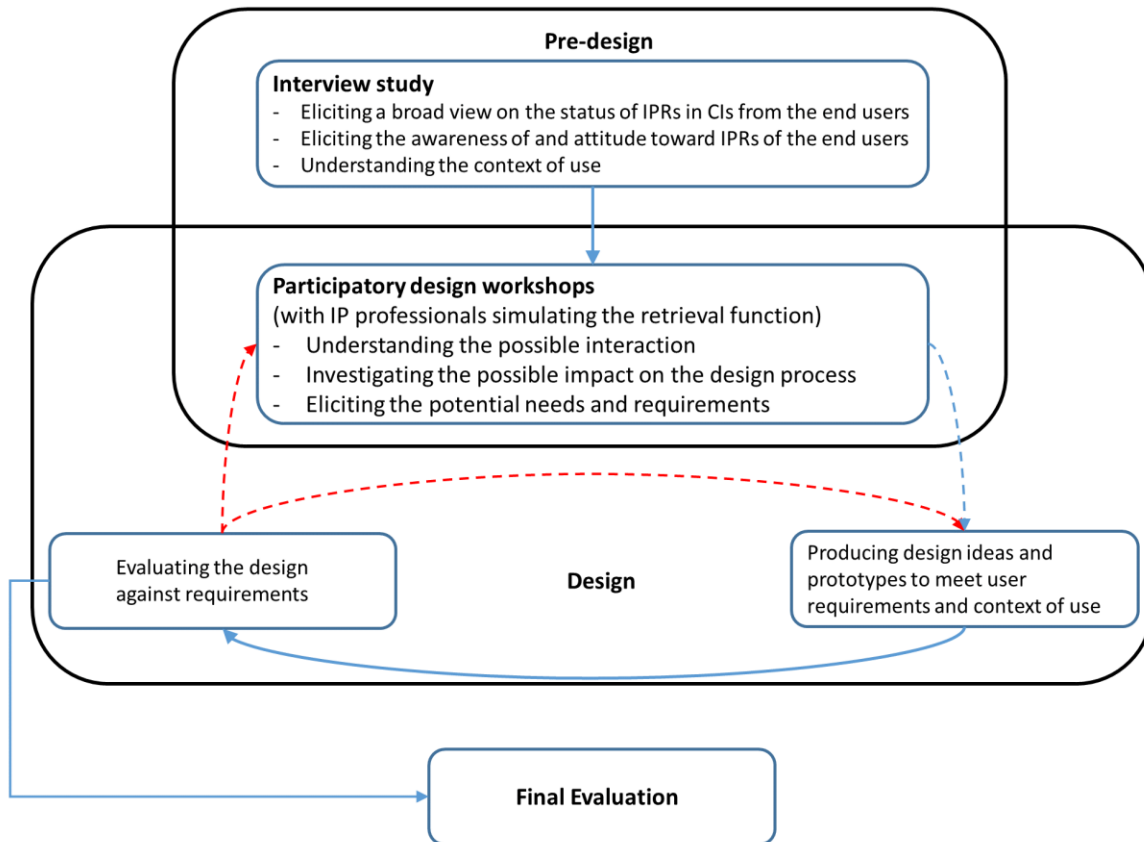 Pre-design
Interview study
- Eliciting a broad view on the status of IPRs in CIs from the end users
- Eliciting the awareness of and attitude toward IPRs of the end users
- Understanding the context of use
Participatory design workshops
(with IP professionals simulating the retrieval function)
- Understanding the possible interaction
- Investigating the possible impact on the design process
- Eliciting the potential needs and requirements
Evaluating the design
against requirements
Design
Producing design ideas and
prototypes to meet user
requirements and context of use
Final Evaluation